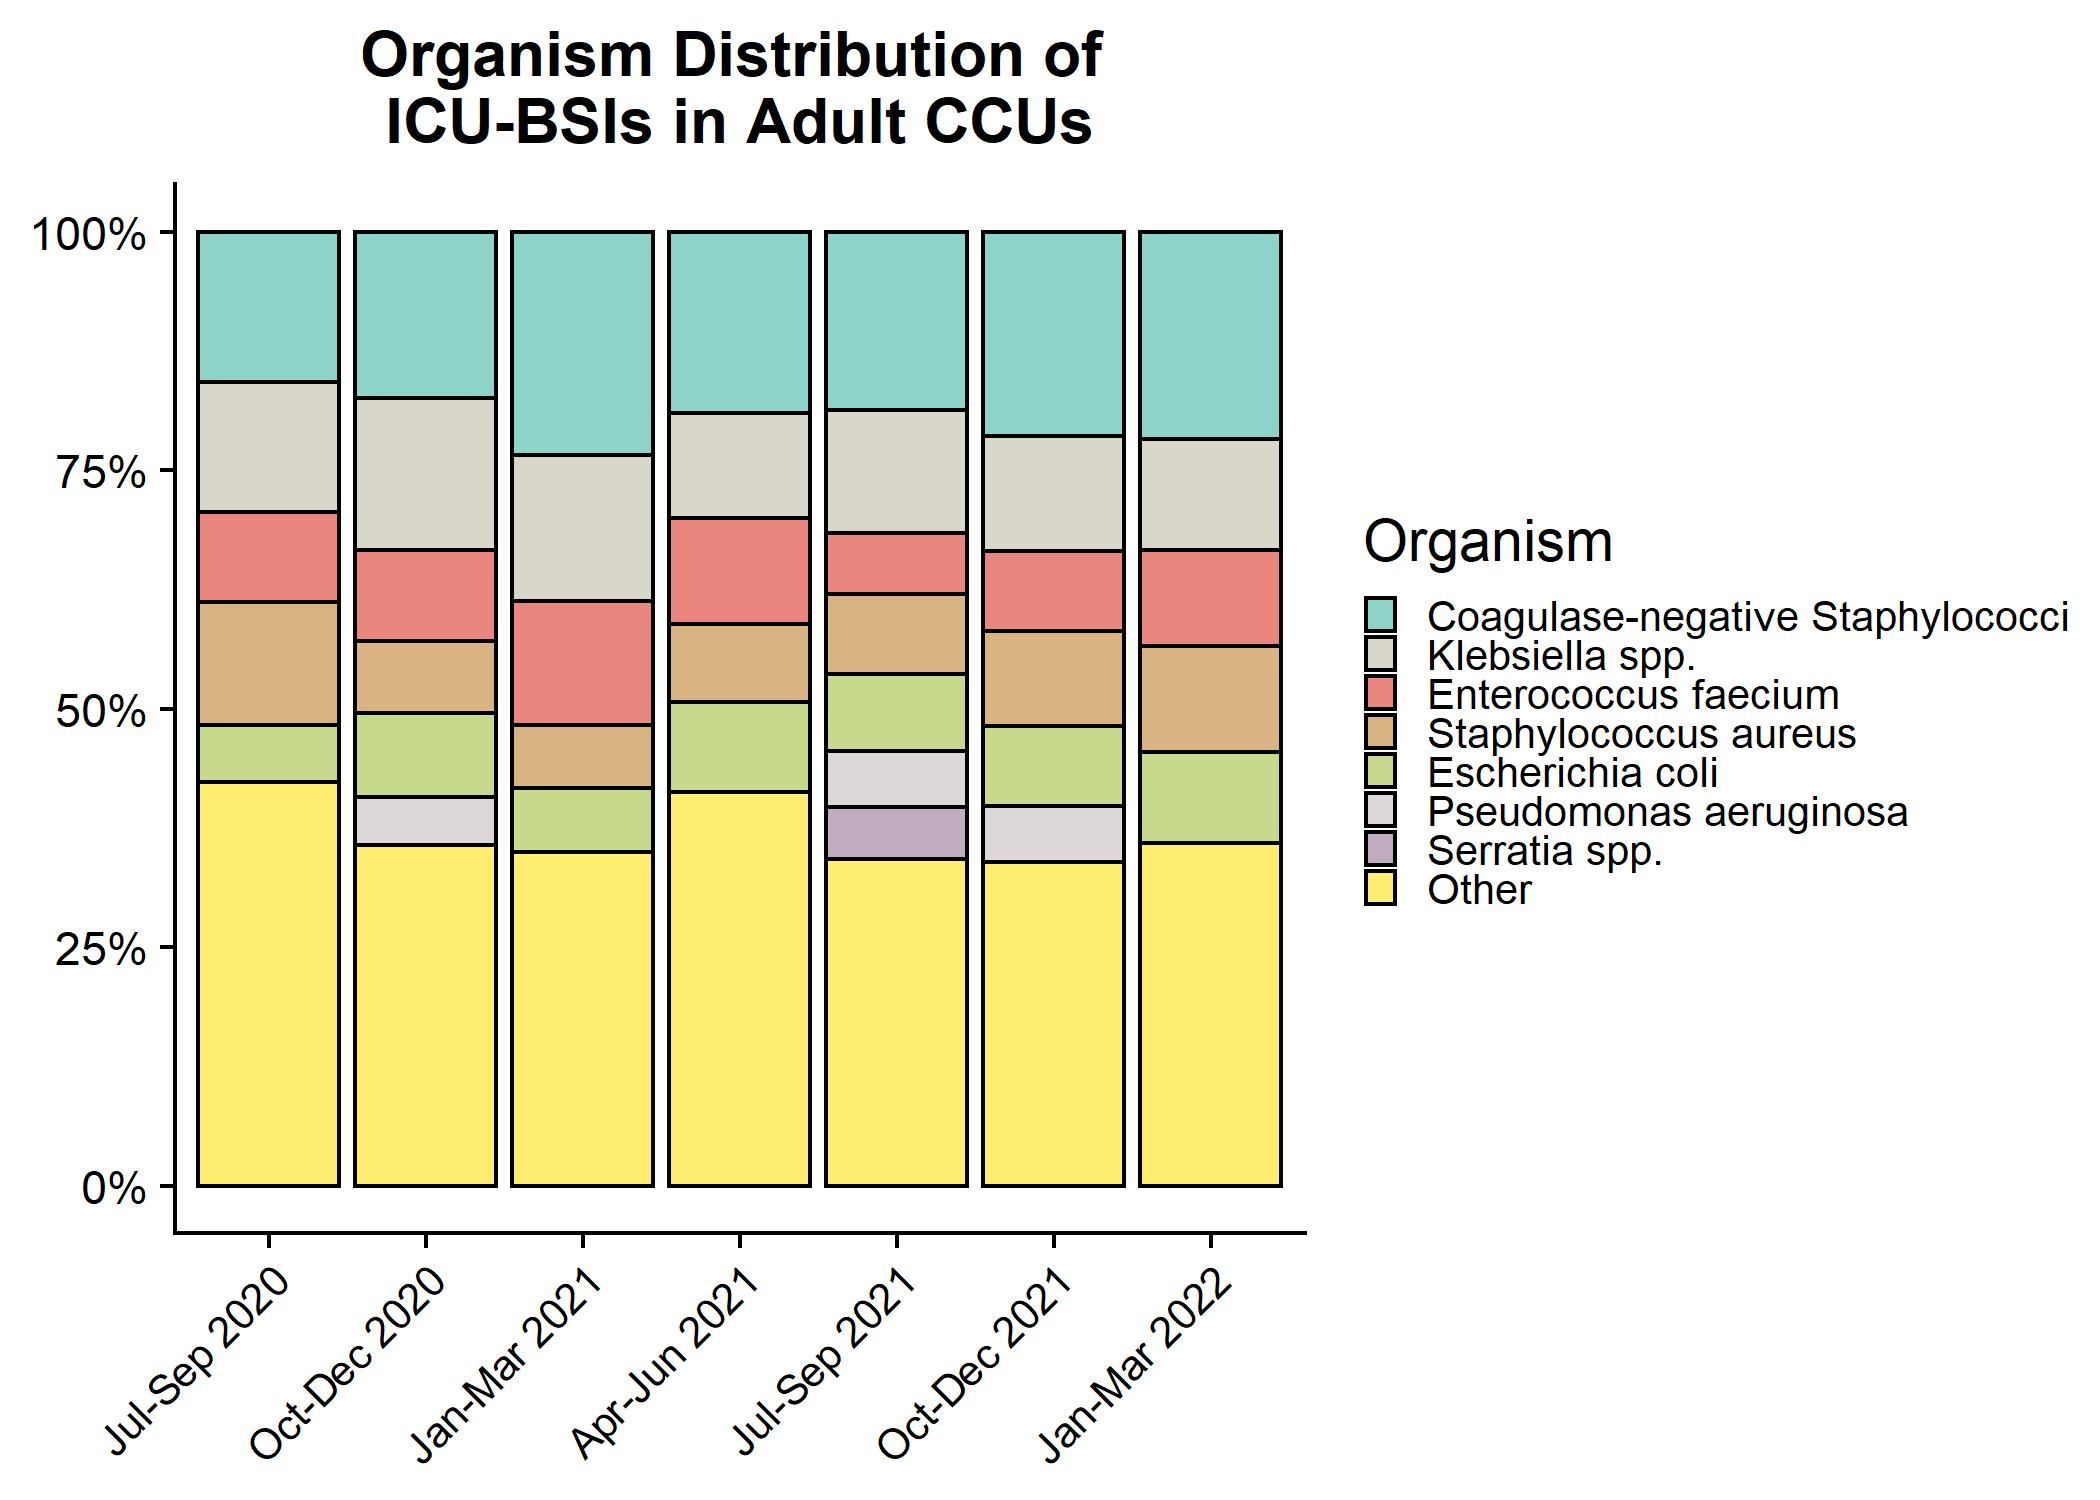 Organism Distribution of
ICU-BSIs in Adult CCUs
100%
75%
50%
25%
0%
Jul-Sep 2020
Oct-Dec 2020
Jan-Mar 2021
Apr-Jun 2021
Jul-Sep 2021
Oct-Dec 2021
Jan-Mar 2022
Organism
Coagulase-negative Staphylococci
Klebsiella spp.
Enterococcus faecium
Staphylococcus aureus
Escherichia coli
Pseudomonas aeruginosa
Serratia spp.
Other